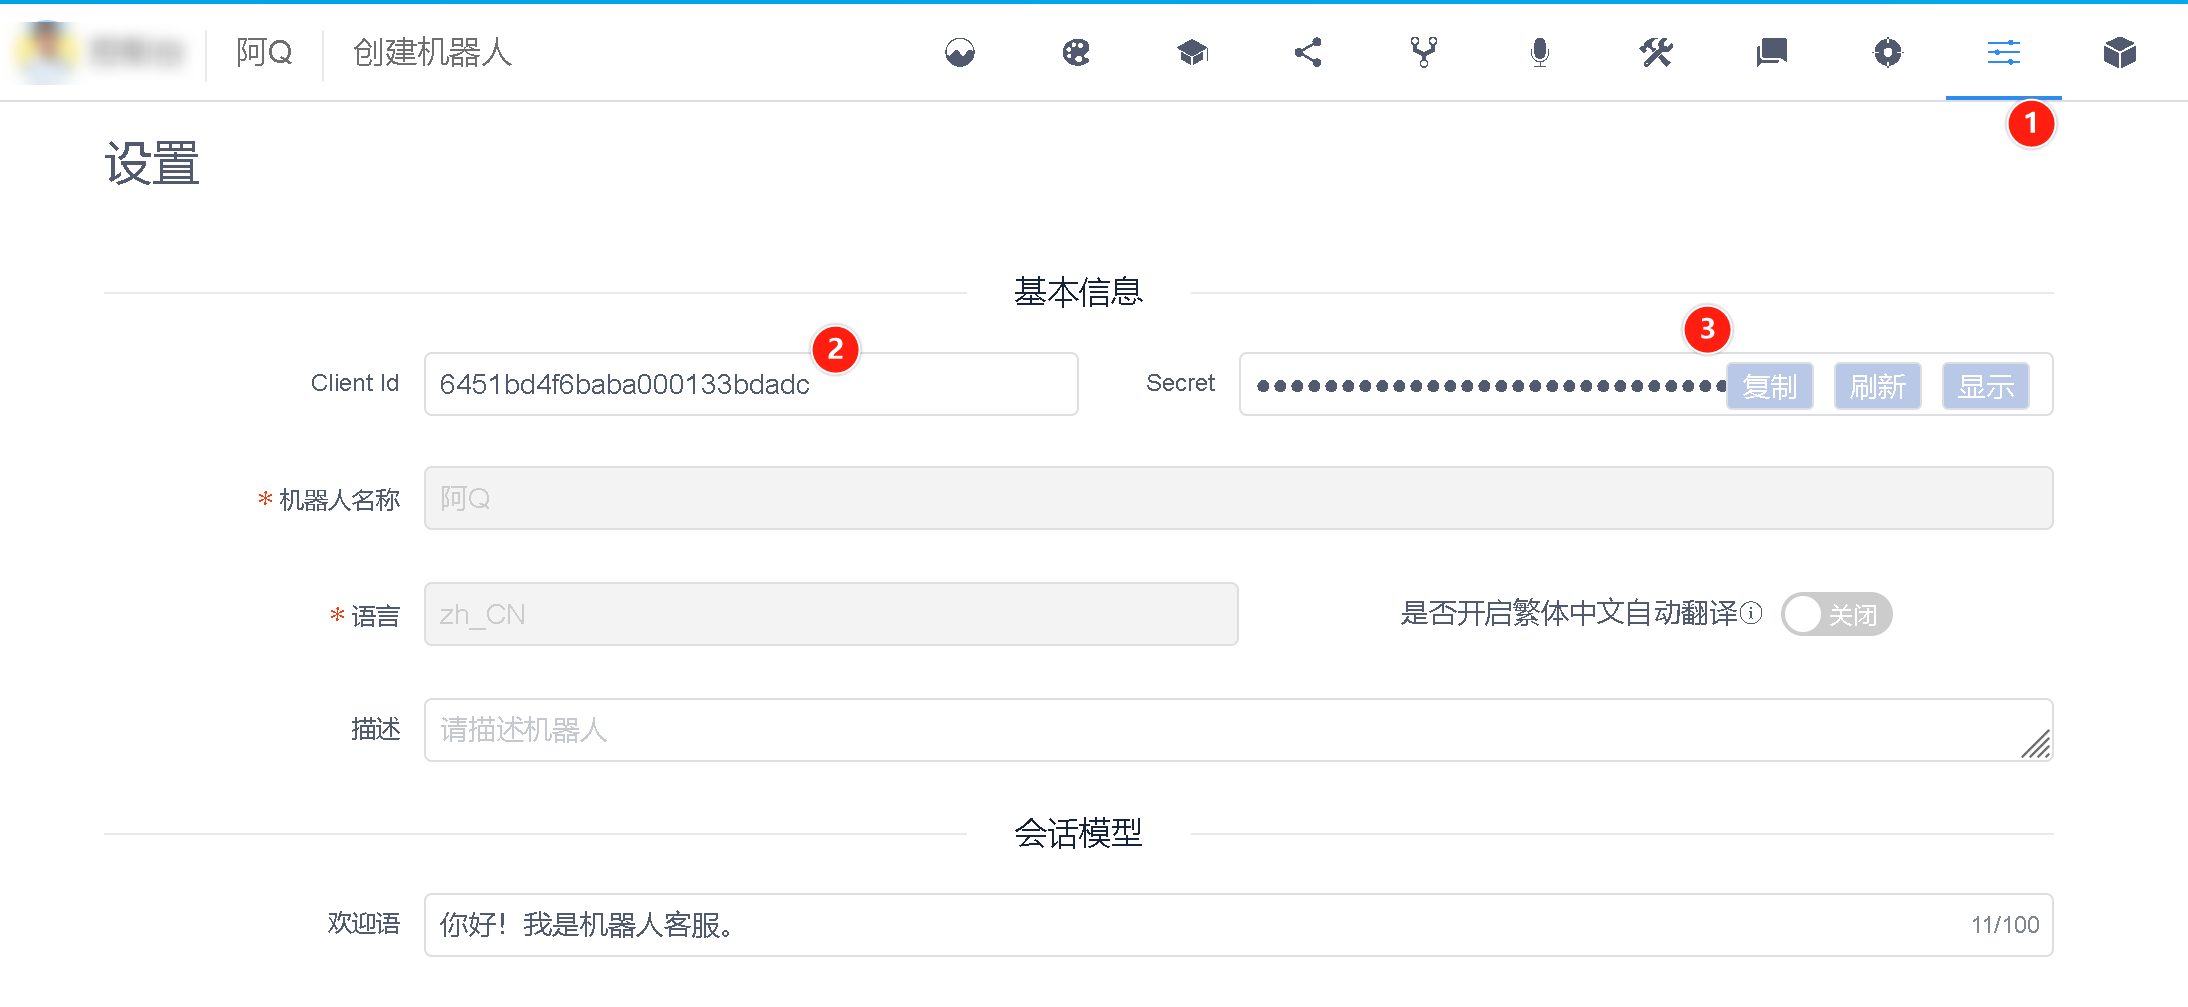 阿Q
创建机器人
1
设置
基本信息
2
3
Client Id
6451bd4f6baba000133bdadc
Secret
复制
刷新
显示
* 机器人名称
阿Q
* 语言
zh_CN
是否开启繁体中文自动翻译
关闭
描述
请描述机器人
会话模型
欢迎语
你好！我是机器人客服。
11/100